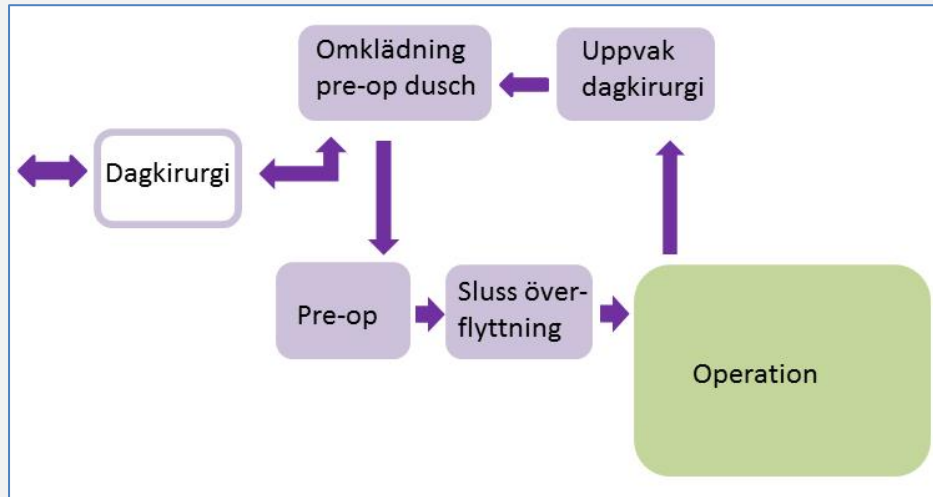 Omklädning
pre-op dusch
Uppvak
dagkirurgi
Dagkirurgi
Pre-op
Sluss över-
flyttning
Operation